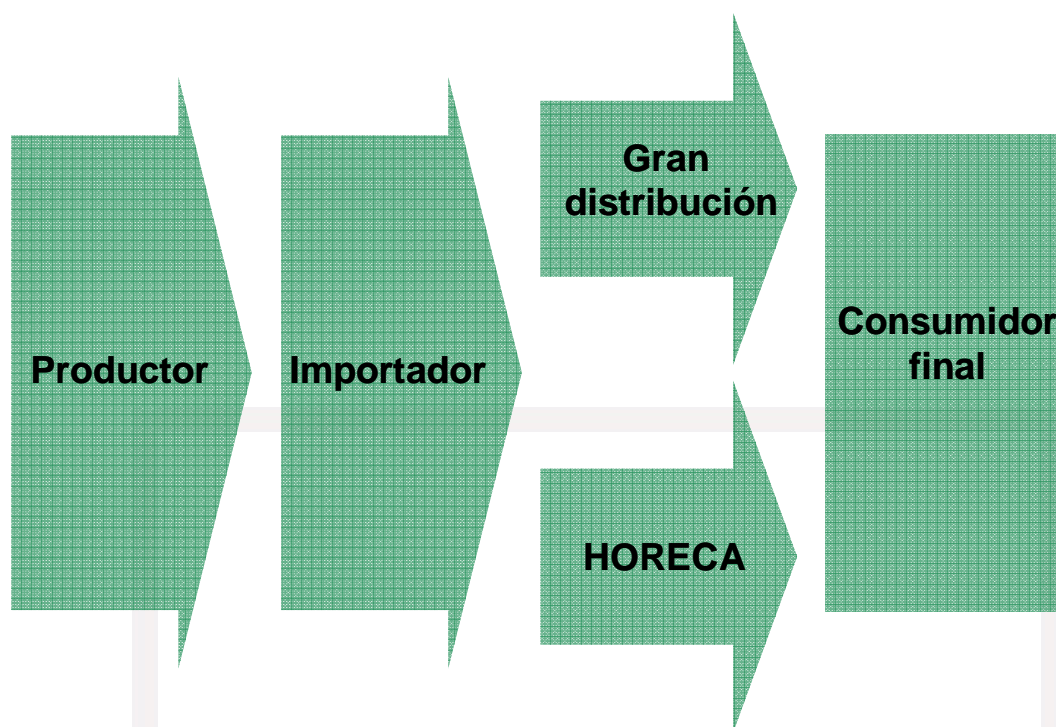 Productor
Importador
Gran
distribución
HORECA
Consumidor
final